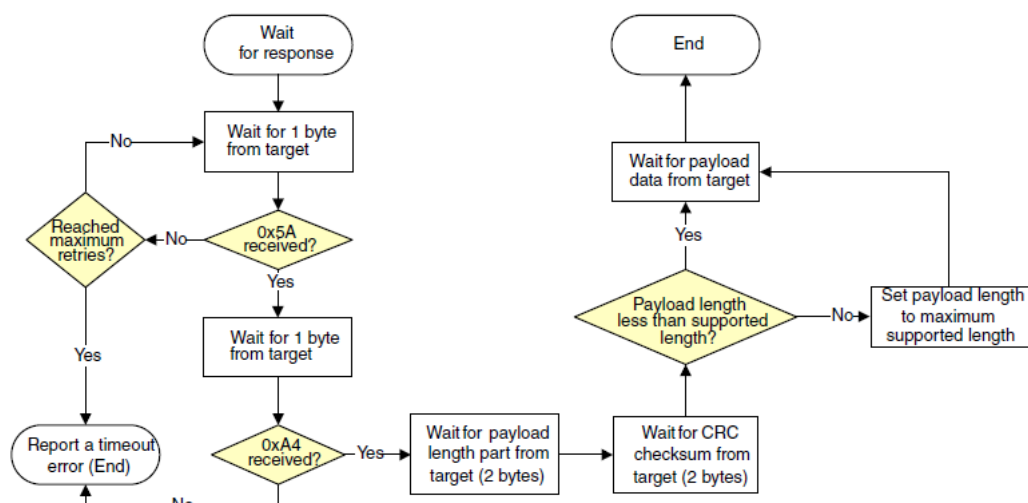 Wait
for response
End
No
Wait for 1 byte
from target
Wait for payload
data from target
Reached
maximum
retries?
No
0x5A
received?
Yes
Yes
Payload length
less than supported
length?
No
Set payload length
to maximum
supported length
Wait for 1 byte
from target
Yes
Report a timeout
error (End)
0xA4
received?
Yes
Wait for payload
length part from
target (2 bytes)
Wait for CRC
checksum from
target (2 bytes)
No